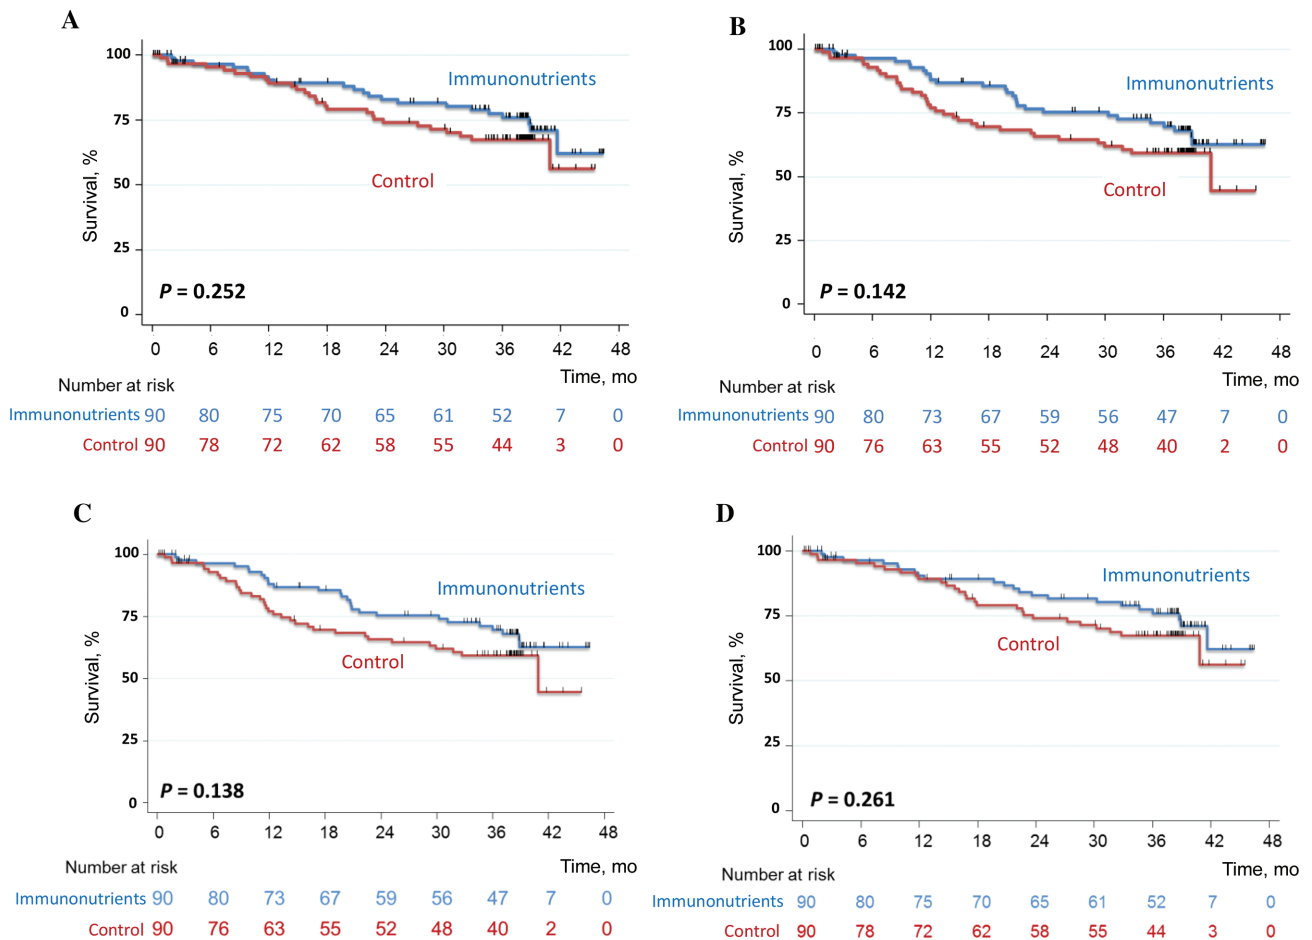 A
100
75
50
25
0
Survival, %
Immunonutrients
Control
P = 0.252
0 6 12 18 24 30 36 42 48
Time, mo
Number at risk
Immunonutrients 90 80 75 70 65 61 52 7 0
Control 90 78 72 62 58 55 44 3 0
B
100
75
50
25
0
Survival, %
Immunonutrients
Control
P = 0.142
0 6 12 18 24 30 36 42 48
Time, mo
Number at risk
Immunonutrients 90 80 73 67 59 56 47 7 0
Control 90 76 63 55 52 48 40 2 0
C
100
75
50
25
0
Survival, %
Immunonutrients
Control
P = 0.138
0 6 12 18 24 30 36 42 48
Time, mo
Number at risk
Immunonutrients 90 80 73 67 59 56 47 7 0
Control 90 76 63 55 52 48 40 2 0
D
100
75
50
25
0
Survival, %
Immunonutrients
Control
P = 0.261
0 6 12 18 24 30 36 42 48
Time, mo
Number at risk
Immunonutrients 90 80 75 70 65 61 52 7 0
Control 90 78 72 62 58 55 44 3 0